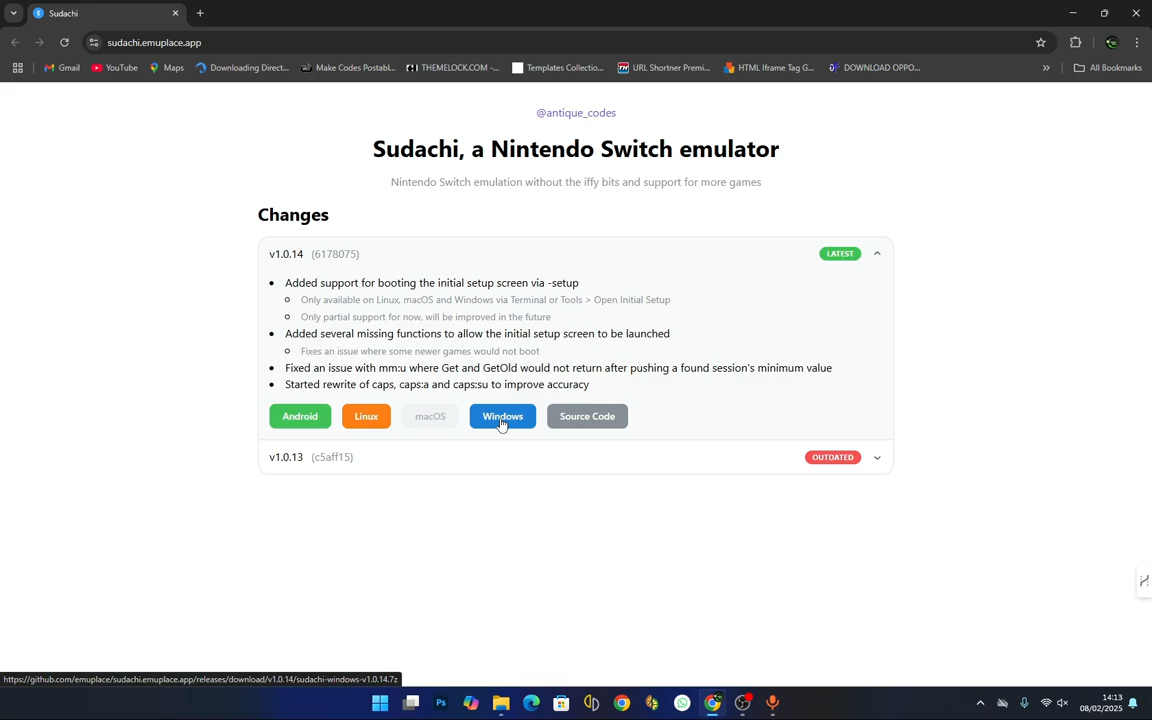 Sudachi
sudachi.emuplace.app
Gmail
YouTube
Maps
Downloading Direct...
Make Codes Postabl...
THEMELOCK.COM -...
Templates Collectio...
URL Shortner Premi...
HTML Iframe Tag G...
DOWNLOAD OPPO...
»
All Bookmarks
@antique_codes
Sudachi, a Nintendo Switch emulator
Nintendo Switch emulation without the iffy bits and support for more games
Changes
v1.0.14 (6178075)
LATEST
Added support for booting the initial setup screen via -setup
Only available on Linux, macOS and Windows via Terminal or Tools > Open Initial Setup
Only partial support for now, will be improved in the future
Added several missing functions to allow the initial setup screen to be launched
Fixes an issue where some newer games would not boot
Fixed an issue with mm:u where Get and GetOld would not return after pushing a found session's minimum value
Started rewrite of caps, caps:a and caps:su to improve accuracy
Android
Linux
macOS
Windows
Source Code
v1.0.13 (c5aff15)
OUTDATED
https://github.com/emuplace/sudachi.emuplace.app/releases/download/v1.0.14/sudachi-windows-v1.0.14.7z
Ps
14:13
08/02/2025